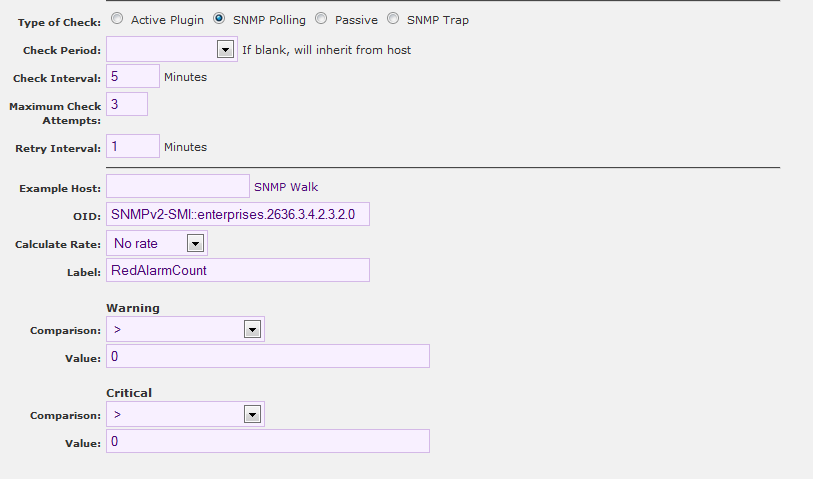 Type of Check: Active Plugin SNMP Polling Passive SNMP Trap
Check Period: If blank, will inherit from host
Check Interval: 5 Minutes
Maximum Check Attempts: 3
Retry Interval: 1 Minutes
Example Host: SNMP Walk
OID: SNMPv2-SMI::enterprises.2636.3.4.2.3.2.0
Calculate Rate: No rate
Label: RedAlarmCount
Warning
Comparison: >
Value: 0
Critical
Comparison: >
Value: 0